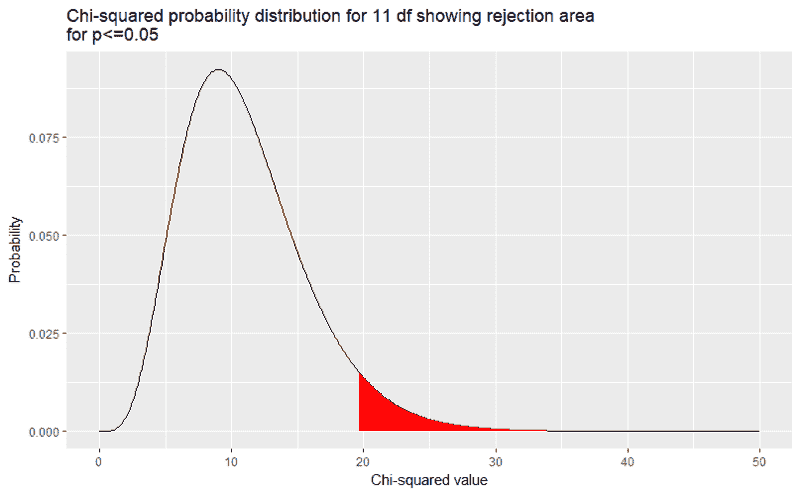 Chi-squared probability distribution for 11 df showing rejection area
for p<=0.05
0.075
0.050
0.025
0.000
Probability
0
10
20
30
40
50
Chi-squared value